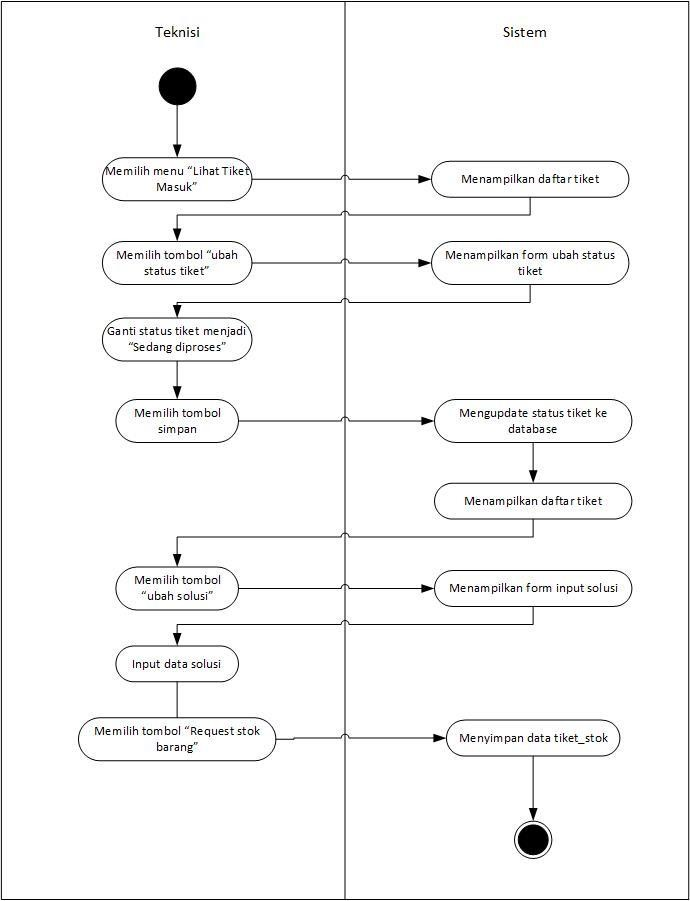 Teknisi
Sistem
Memilih menu “Lihat Tiket
Masuk”
Menampilkan daftar tiket
Memilih tombol “ubah
status tiket”
Menampilkan form ubah status
tiket
Ganti status tiket menjadi
“Sedang diproses”
Memilih tombol
simpan
Mengupdate status tiket ke
database
Menampilkan daftar tiket
Memilih tombol
“ubah solusi”
Menampilkan form input solusi
Input data solusi
Memilih tombol “Request stok
barang”
Menyimpan data tiket_stok